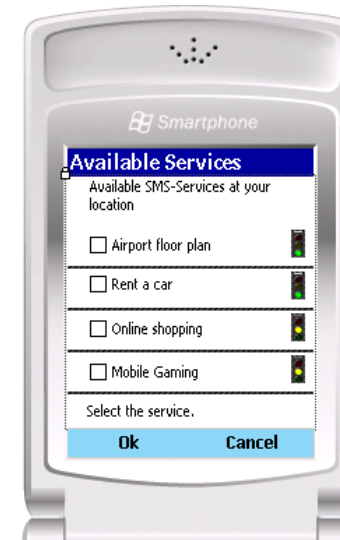 Smartphone
Available Services
Available SMS-Services at your
location
Airport floor plan
Rent a car
Online shopping
Mobile Gaming
Select the service.
Ok Cancel